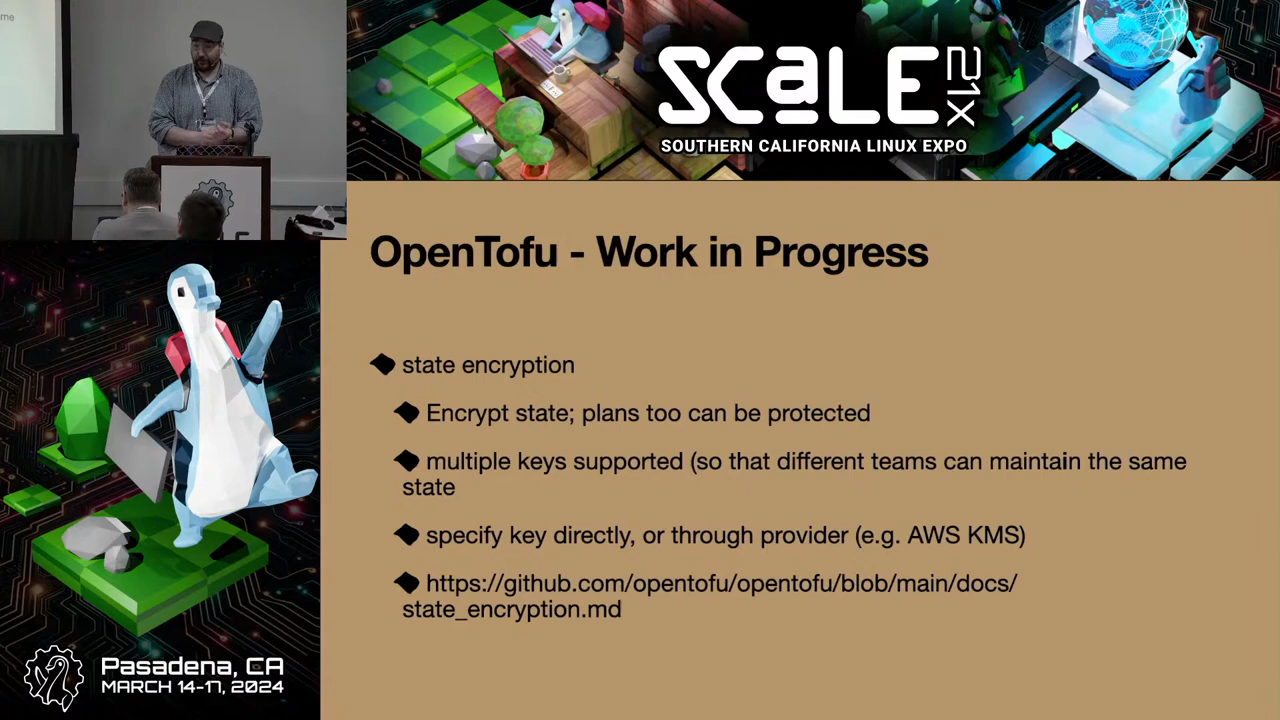 me
SCaLE 21x
SOUTHERN CALIFORNIA LINUX EXPO
OpenTofu - Work in Progress
state encryption
Encrypt state; plans too can be protected
multiple keys supported (so that different teams can maintain the same
state
specify key directly, or through provider (e.g. AWS KMS)
https://github.com/opentofu/opentofu/blob/main/docs/
state_encryption.md
Pasadena, CA
MARCH 14-17, 2024